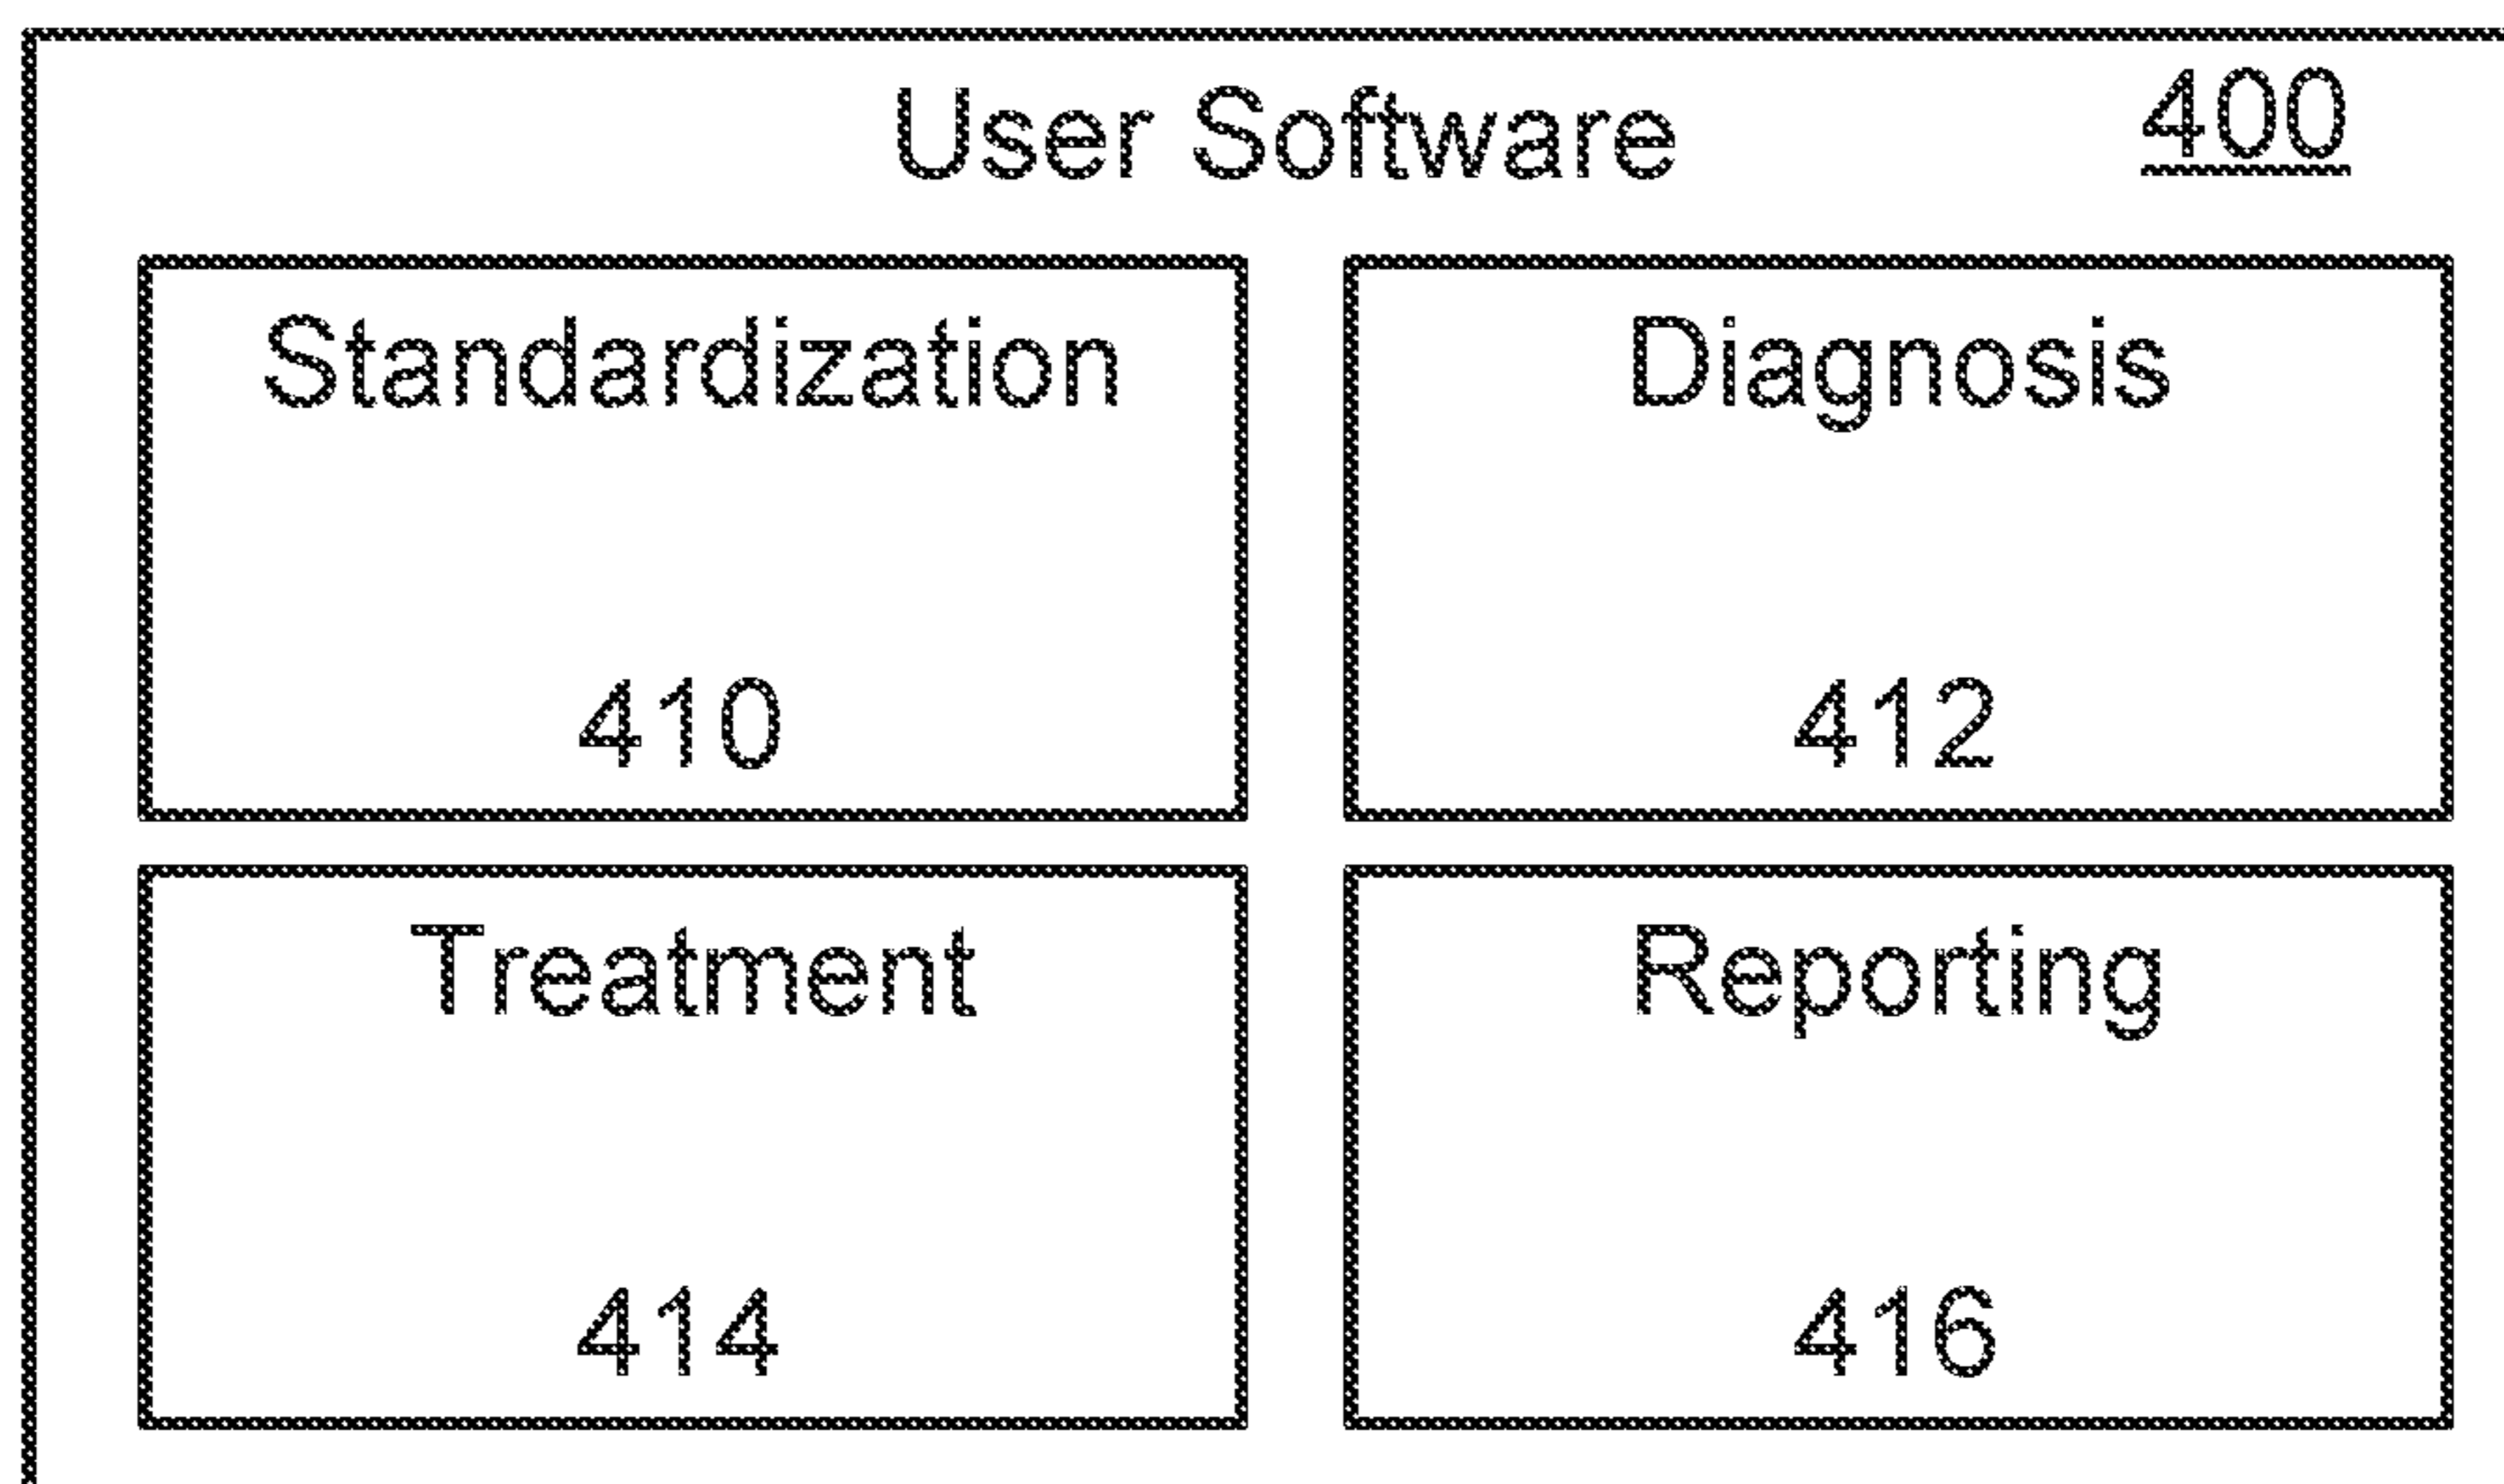 User Software 400
Standardization
410
Diagnosis
412
Treatment
414
Reporting
416